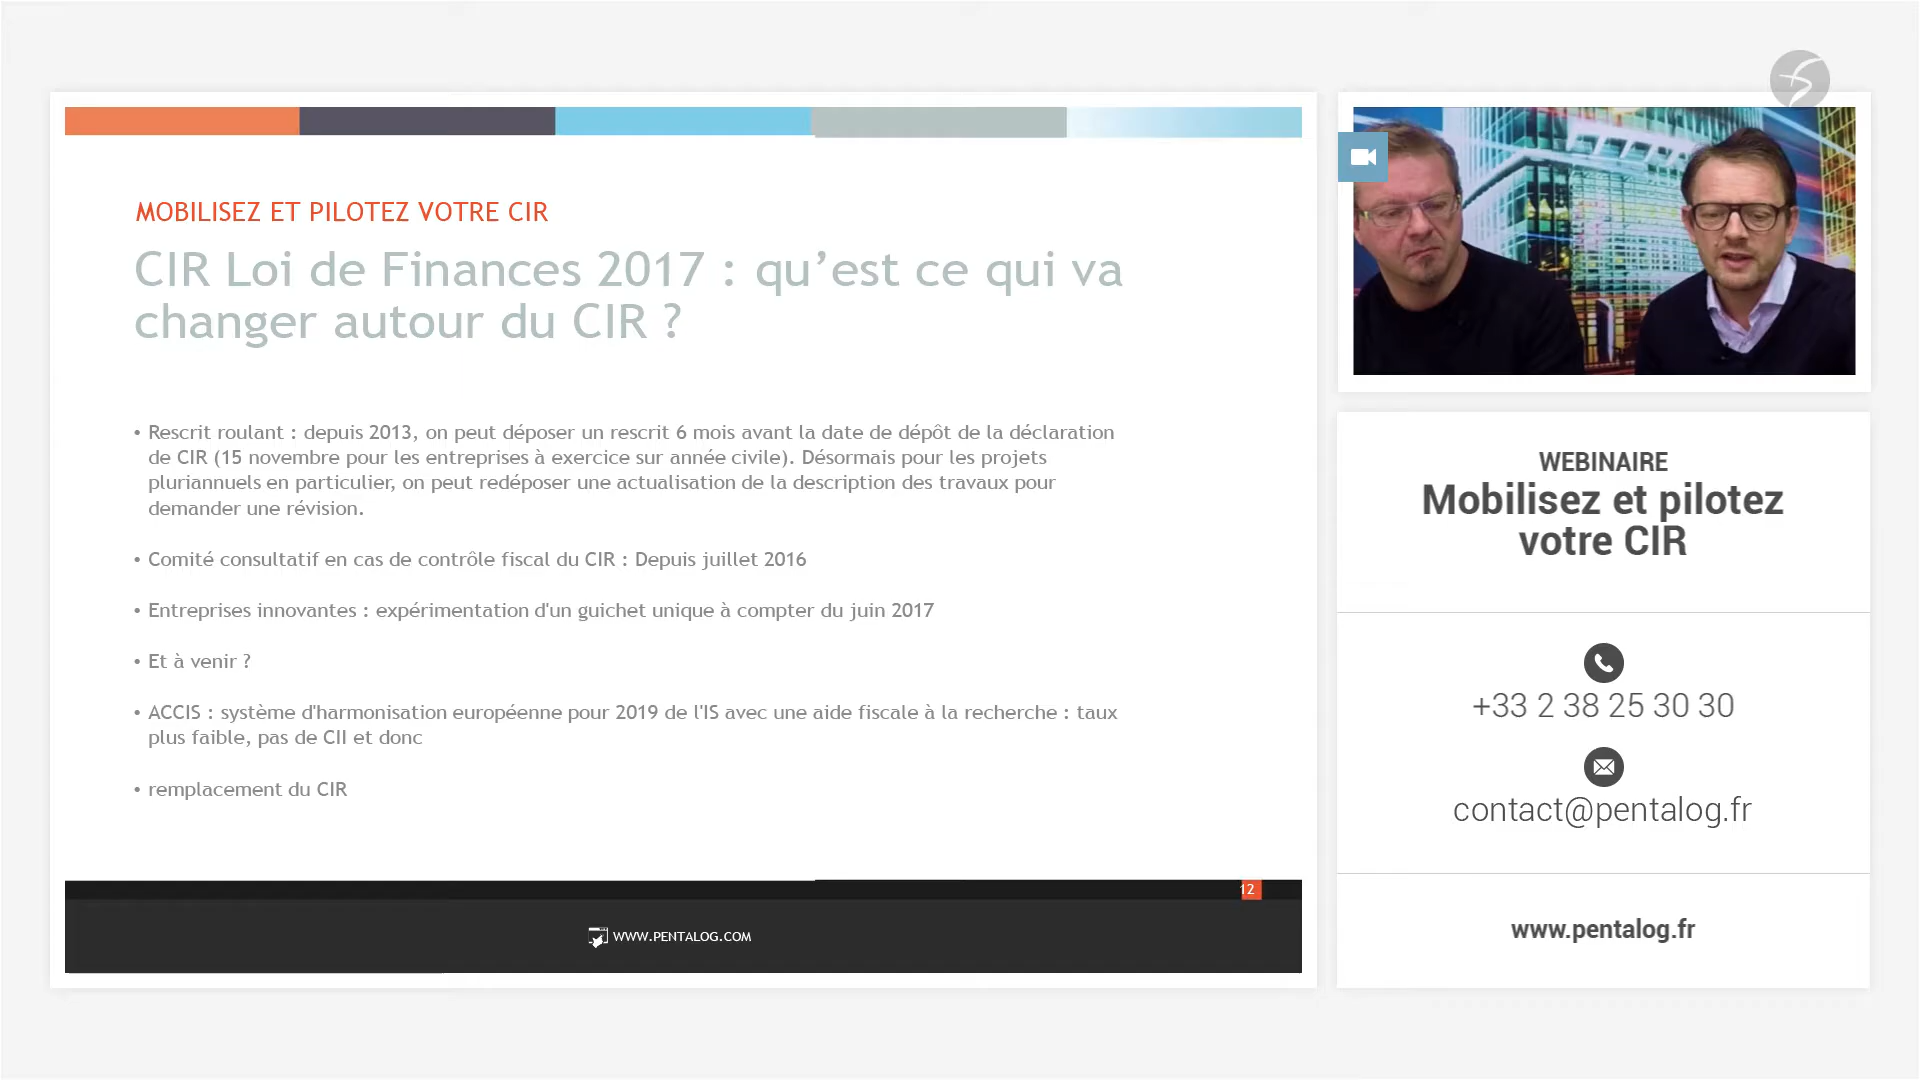 MOBILISEZ ET PILOTEZ VOTRE CIR
CIR Loi de Finances 2017 : qu’est ce qui va
changer autour du CIR ?
• Rescrit roulant : depuis 2013, on peut déposer un rescrit 6 mois avant la date de dépôt de la déclaration
de CIR (15 novembre pour les entreprises à exercice sur année civile). Désormais pour les projets
pluriannuels en particulier, on peut redéposer une actualisation de la description des travaux pour
demander une révision.
• Comité consultatif en cas de contrôle fiscal du CIR : Depuis juillet 2016
• Entreprises innovantes : expérimentation d'un guichet unique à compter du juin 2017
• Et à venir ?
• ACCIS : système d'harmonisation européenne pour 2019 de l'IS avec une aide fiscale à la recherche : taux
plus faible, pas de CII et donc
• remplacement du CIR
12
WWW.PENTALOG.COM
WEBINAIRE
Mobilisez et pilotez
votre CIR
+33 2 38 25 30 30
contact@pentalog.fr
www.pentalog.fr